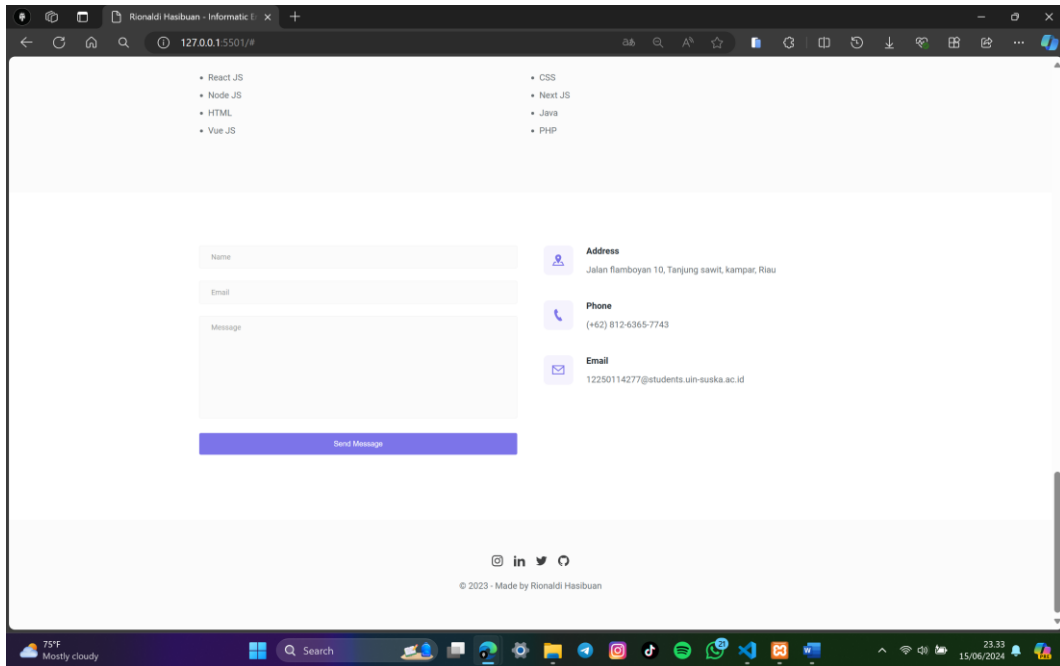 Rionaldi Hasibuan - Informatic E
127.0.0.1:5501/#
• React JS
• Node JS
• HTML
• Vue JS
• CSS
• Next JS
• Java
• PHP
Name
Email
Message
Send Message
Address
Jalan flamboyan 10, Tanjung sawit, kampar, Riau
Phone
(+62) 812-6365-7743
Email
12250114277@students.uin-suska.ac.id
© 2023 - Made by Rionaldi Hasibuan
75°F
Mostly cloudy
Search
21
23.33
15/06/2024